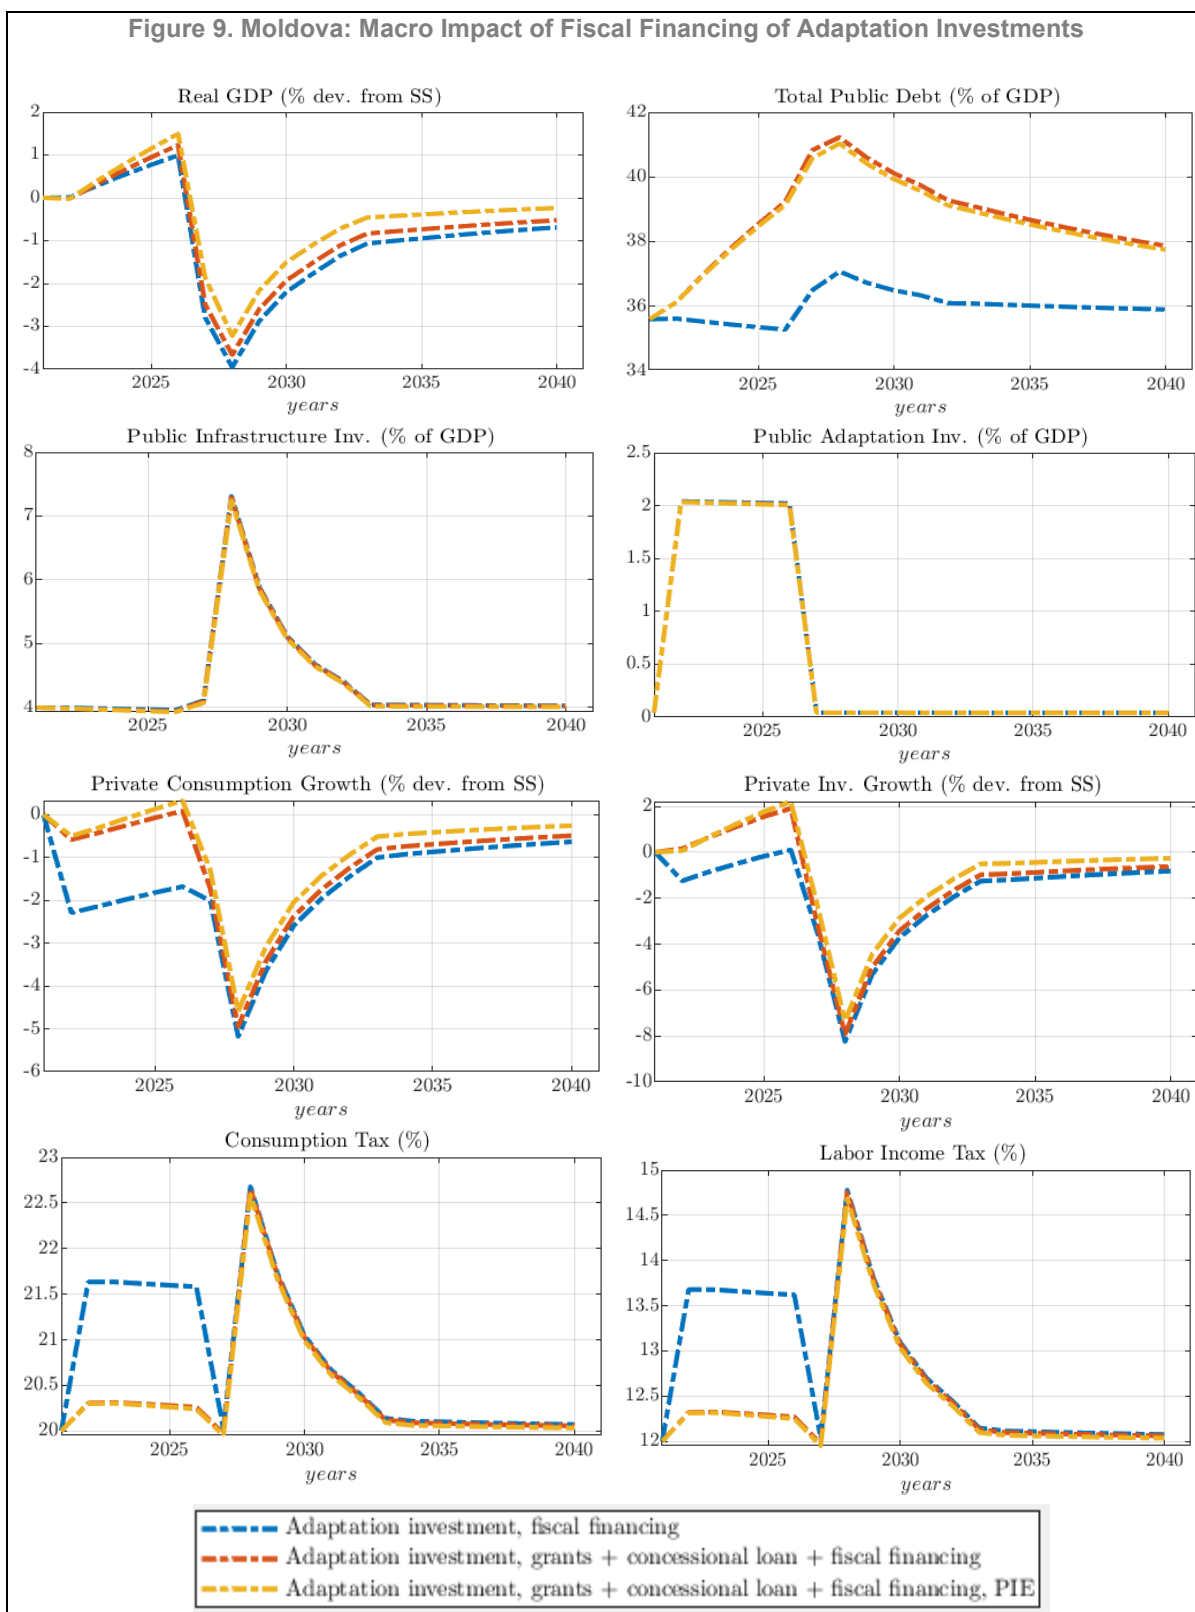 Figure 9. Moldova: Macro Impact of Fiscal Financing of Adaptation Investments
Real GDP (% dev. from SS)
2
1
0
-1
-2
-3
-4
2025 2030 2035 2040
years
Total Public Debt (% of GDP)
42
40
38
36
34
2025 2030 2035 2040
years
Public Infrastructure Inv. (% of GDP)
8
7
6
5
4
2025 2030 2035 2040
years
Public Adaptation Inv. (% of GDP)
2.5
2
1.5
1
0.5
0
2025 2030 2035 2040
years
Private Consumption Growth (% dev. from SS)
0
-1
-2
-3
-4
-5
-6
2025 2030 2035 2040
years
Private Inv. Growth (% dev. from SS)
2
0
-2
-4
-6
-8
-10
2025 2030 2035 2040
years
Consumption Tax (%)
23
22.5
22
21.5
21
20.5
20
2025 2030 2035 2040
years
Labor Income Tax (%)
15
14.5
14
13.5
13
12.5
12
2025 2030 2035 2040
years
Adaptation investment, fiscal financing
Adaptation investment, grants + concessional loan + fiscal financing
Adaptation investment, grants + concessional loan + fiscal financing, PIE